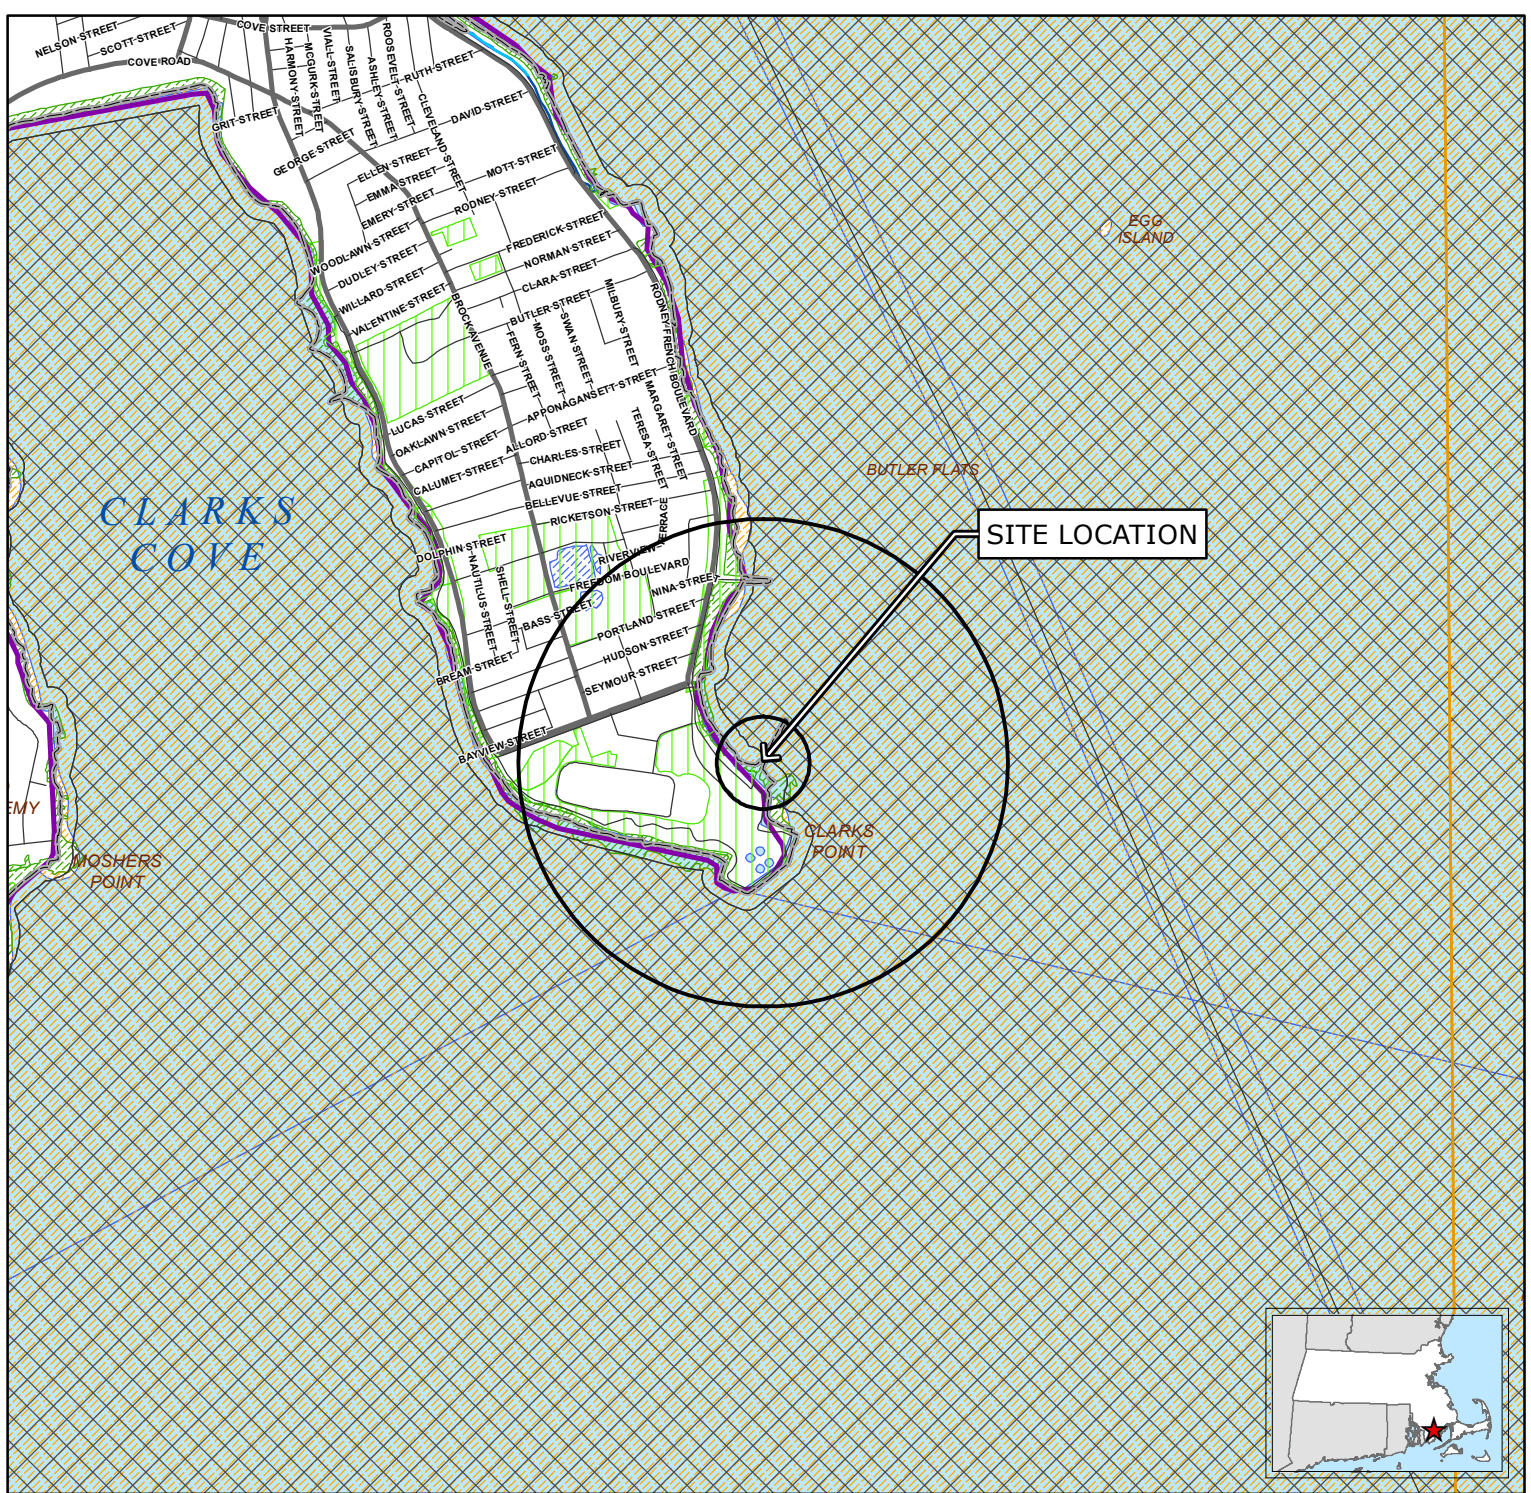 NELSON STREET
SCOTT STREET
COVE STREET
COVE ROAD
HARMONY STREET
MCGURK STREET
VIALL STREET
SALISBURY STREET
ASHLEY STREET
ROOSEVELT STREET
RUTH STREET
CLEVELAND STREET
DAVID STREET
GRIT STREET
GEORGE STREET
ELLEN STREET
EMMA STREET
EMERY STREET
MOTT STREET
RODNEY STREET
WOODLAWN STREET
DUDLEY STREET
WILLARD STREET
VALENTINE STREET
FREDERICK STREET
NORMAN STREET
CLARA STREET
BUTLER STREET
BROCK AVENUE
FERN STREET
MOSS STREET
SWAN STREET
MILBURY STREET
RODNEY FRENCH BOULEVARD
EGG
ISLAND
LUCAS STREET
OAKLAWN STREET
CAPITOL STREET
CALUMET STREET
APPONAGANSETT STREET
ALLORD STREET
CHARLES STREET
AQUIDNECK STREET
BELLEVUE STREET
RICKETSON STREET
TERESA STREET
MARGARET STREET
BUTLER FLATS
CLARKS
COVE
DOLPHIN STREET
NAUTILUS STREET
SHELL STREET
RIVERVIEW TERRACE
FREEDOM BOULEVARD
NINA STREET
BASS STREET
PORTLAND STREET
HUDSON STREET
SEYMOUR STREET
BREAM STREET
BAYVIEW STREET
SITE LOCATION
EMY
MOSHERS
POINT
CLARKS
POINT